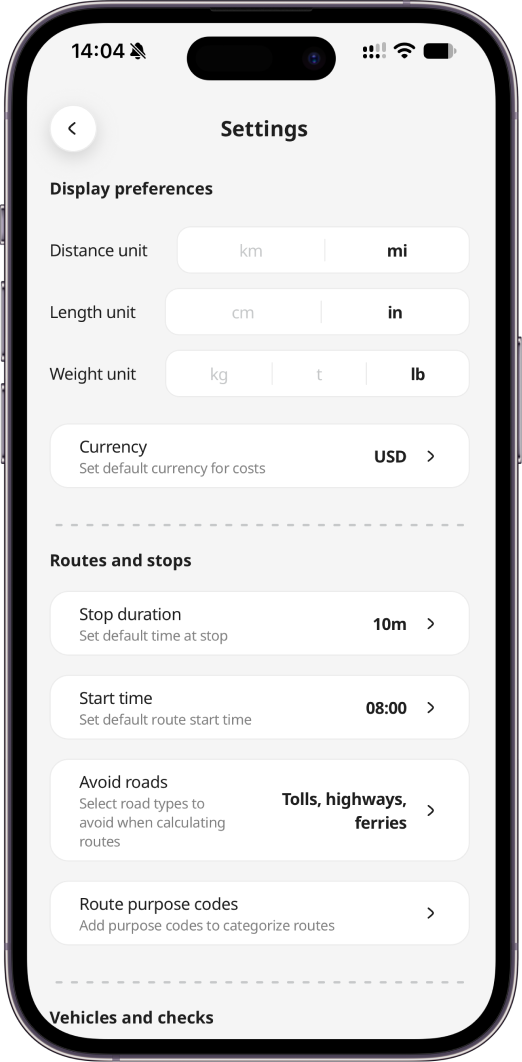 14:04
Settings
Display preferences
Distance unit km mi
Length unit cm in
Weight unit kg t lb
Currency
Set default currency for costs
USD
Routes and stops
Stop duration
Set default time at stop
10m
Start time
Set default route start time
08:00
Avoid roads
Select road types to
avoid when calculating
routes
Tolls, highways,
ferries
Route purpose codes
Add purpose codes to categorize routes
Vehicles and checks